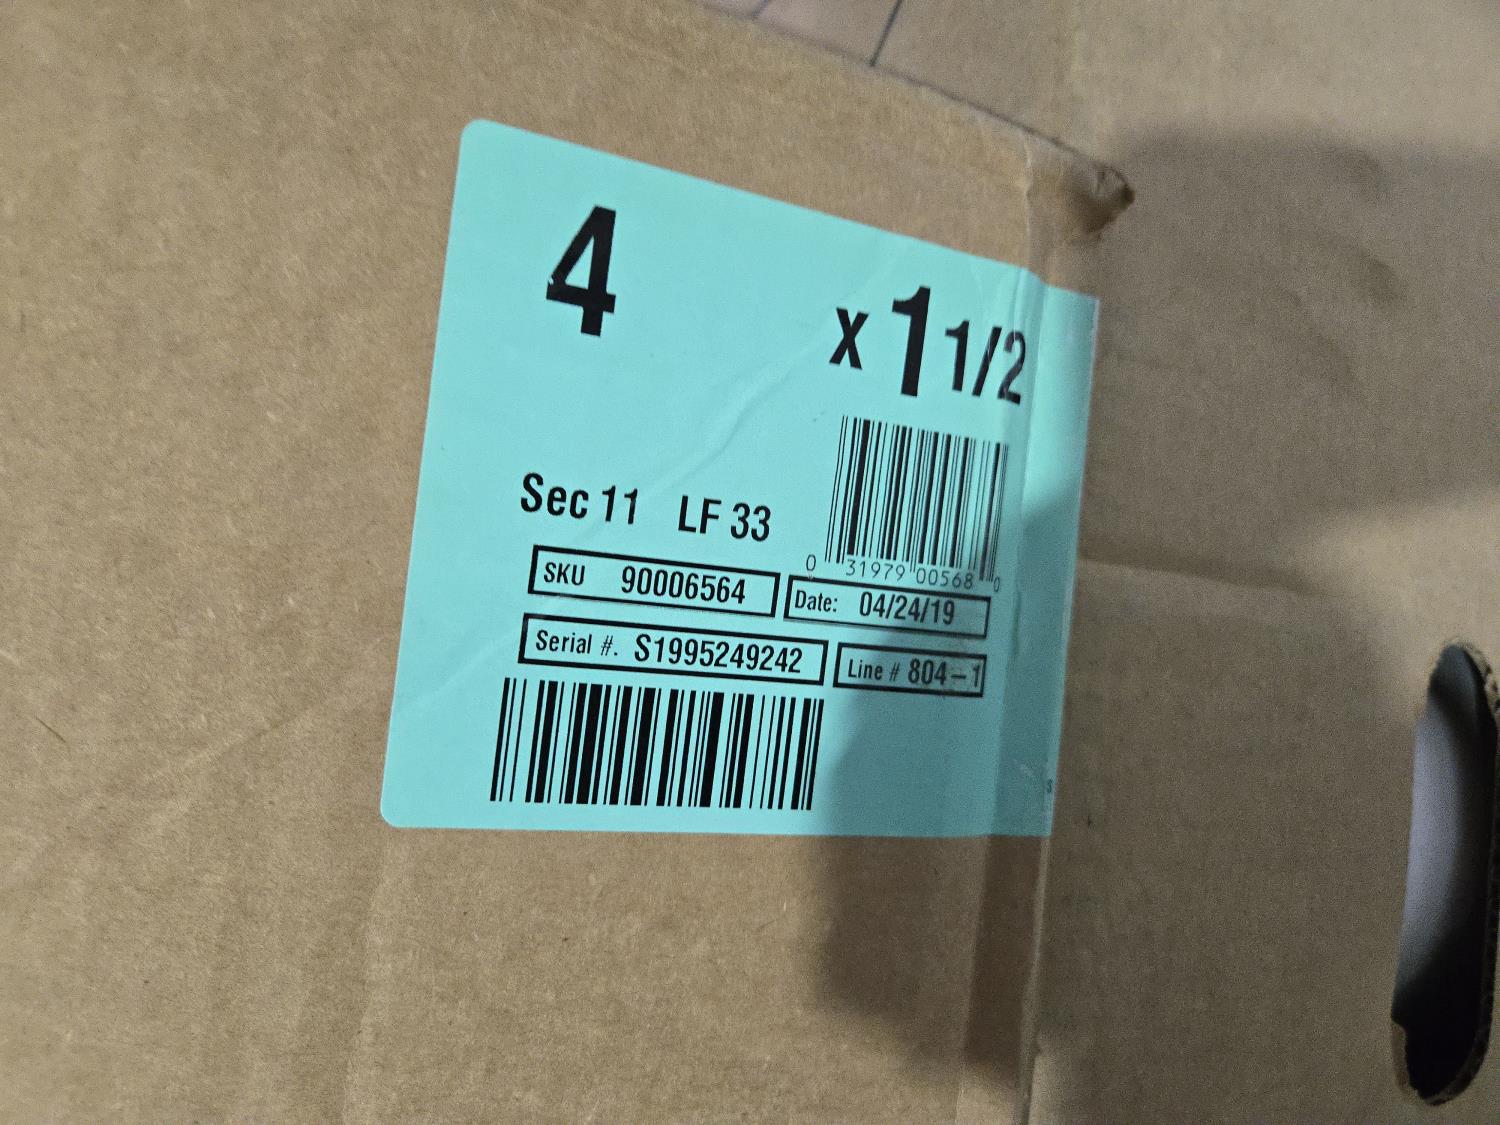 4 x 1 1/2
Sec 11 LF 33
0 31979 00568 0
SKU 90006564
Date: 04/24/19
Serial #. S1995249242
Line # 804-1
s